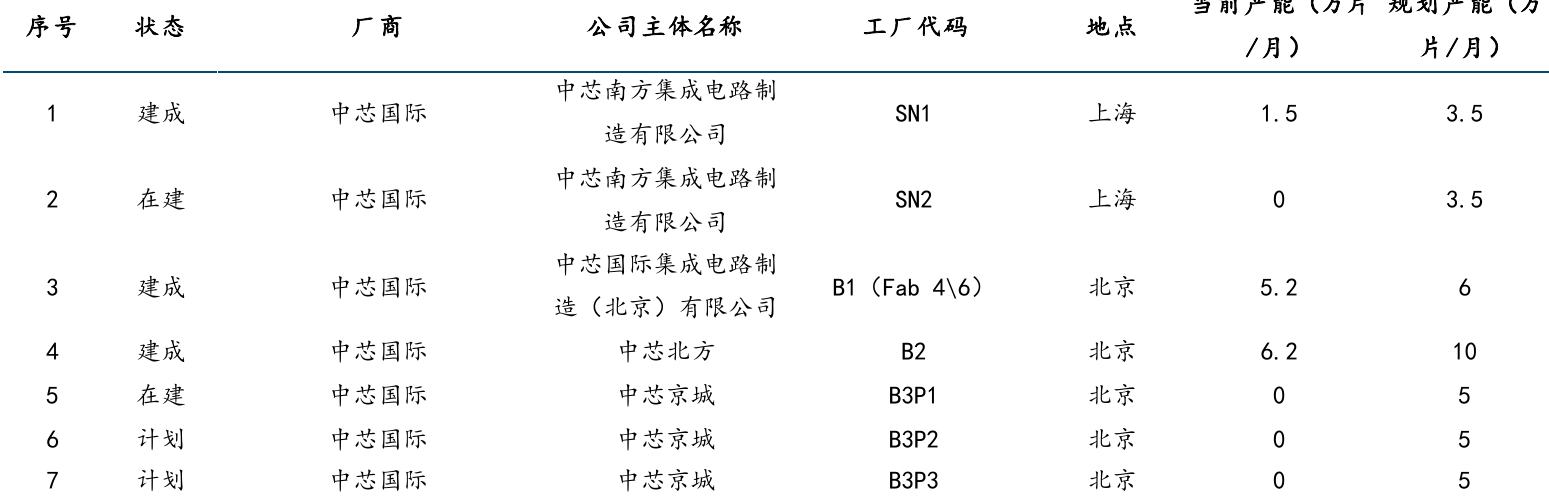 序号 状态 厂商 公司主体名称 工厂代码 地点 当前产能（万片/月） 规划产能（万片/月）
1 建成 中芯国际 中芯南方集成电路制造有限公司 SN1 上海 1.5 3.5
2 在建 中芯国际 中芯南方集成电路制造有限公司 SN2 上海 0 3.5
3 建成 中芯国际 中芯国际集成电路制造（北京）有限公司 B1（Fab 4\6） 北京 5.2 6
4 建成 中芯国际 中芯北方 B2 北京 6.2 10
5 在建 中芯国际 中芯京城 B3P1 北京 0 5
6 计划 中芯国际 中芯京城 B3P2 北京 0 5
7 计划 中芯国际 中芯京城 B3P3 北京 0 5